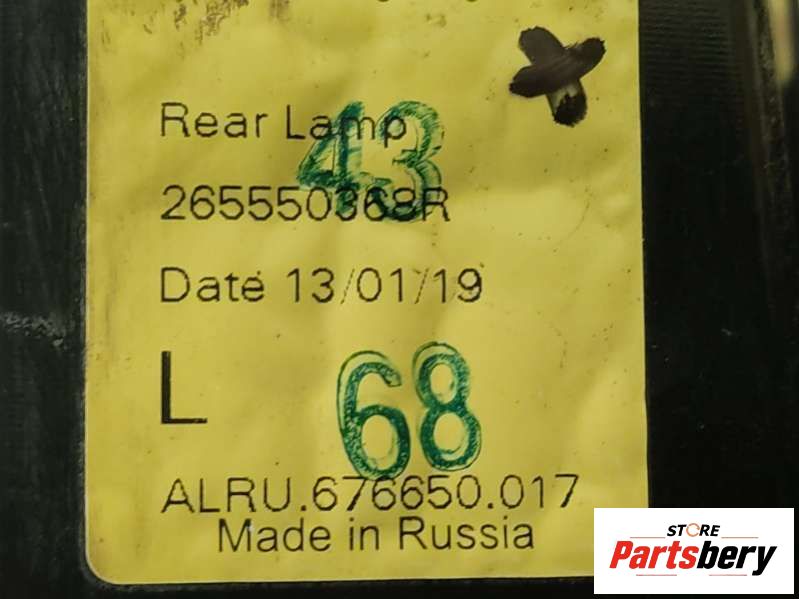 Rear Lamp
43
265550368R
Date 13/01/19
L
68
ALRU.676650.017
Made in Russia
STORE
Partsbery